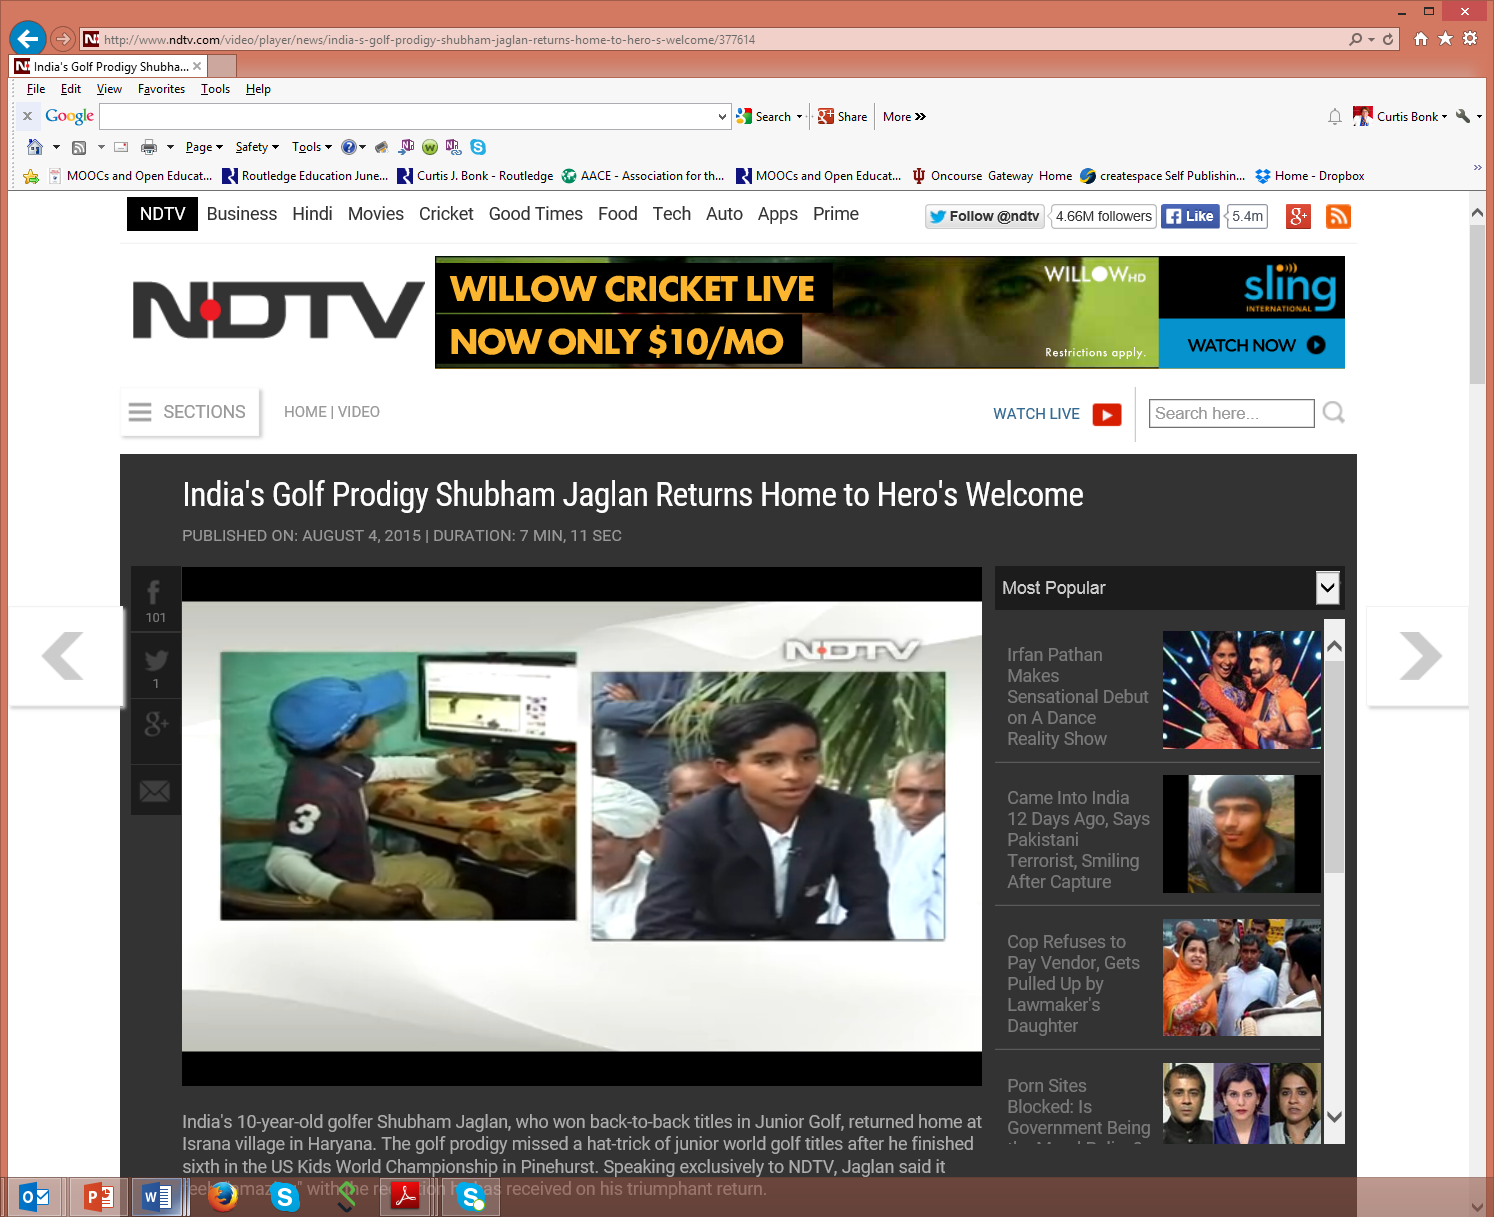 http://www.ndtv.com/video/player/news/india-s-golf-prodigy-shubham-jaglan-returns-home-to-hero-s-welcome/377614
India's Golf Prodigy Shubha...
File Edit View Favorites Tools Help
x Google Search Share More » Curtis Bonk
Page Safety Tools
MOOCs and Open Educat... Routledge Education June... Curtis J. Bonk - Routledge AACE - Association for th... MOOCs and Open Educat... Oncourse Gateway Home createspace Self Publishin... Home - Dropbox
NDTV Business Hindi Movies Cricket Good Times Food Tech Auto Apps Prime Follow @ndtv 4.66M followers Like 5.4m
NDTV
WILLOW CRICKET LIVE
NOW ONLY $10/MO
WILLOW HD
Restrictions apply.
sling
INTERNATIONAL
WATCH NOW
SECTIONS HOME | VIDEO WATCH LIVE Search here...
India's Golf Prodigy Shubham Jaglan Returns Home to Hero's Welcome
PUBLISHED ON: AUGUST 4, 2015 | DURATION: 7 MIN, 11 SEC
101
1
NDTV
3
Most Popular
Irfan Pathan
Makes
Sensational Debut
on A Dance
Reality Show
Came Into India
12 Days Ago, Says
Pakistani
Terrorist, Smiling
After Capture
Cop Refuses to
Pay Vendor, Gets
Pulled Up by
Lawmaker's
Daughter
Porn Sites
Blocked: Is
Government Being
India's 10-year-old golfer Shubham Jaglan, who won back-to-back titles in Junior Golf, returned home at
Israna village in Haryana. The golf prodigy missed a hat-trick of junior world golf titles after he finished
sixth in the US Kids World Championship in Pinehurst. Speaking exclusively to NDTV, Jaglan said it
with the has received on his triumphant return.